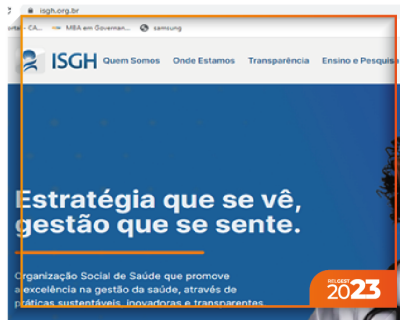 isgh.org.br
CA... MBA em Governan... samsung
ISGH Quem Somos Onde Estamos Transparência Ensino e Pesquisa
Estratégia que se vê,
gestão que se sente.
Organização Social de Saúde que promove
a excelência na gestão da saúde, através de
práticas sustentáveis, inovadoras e transparentes
RELGEST
2023